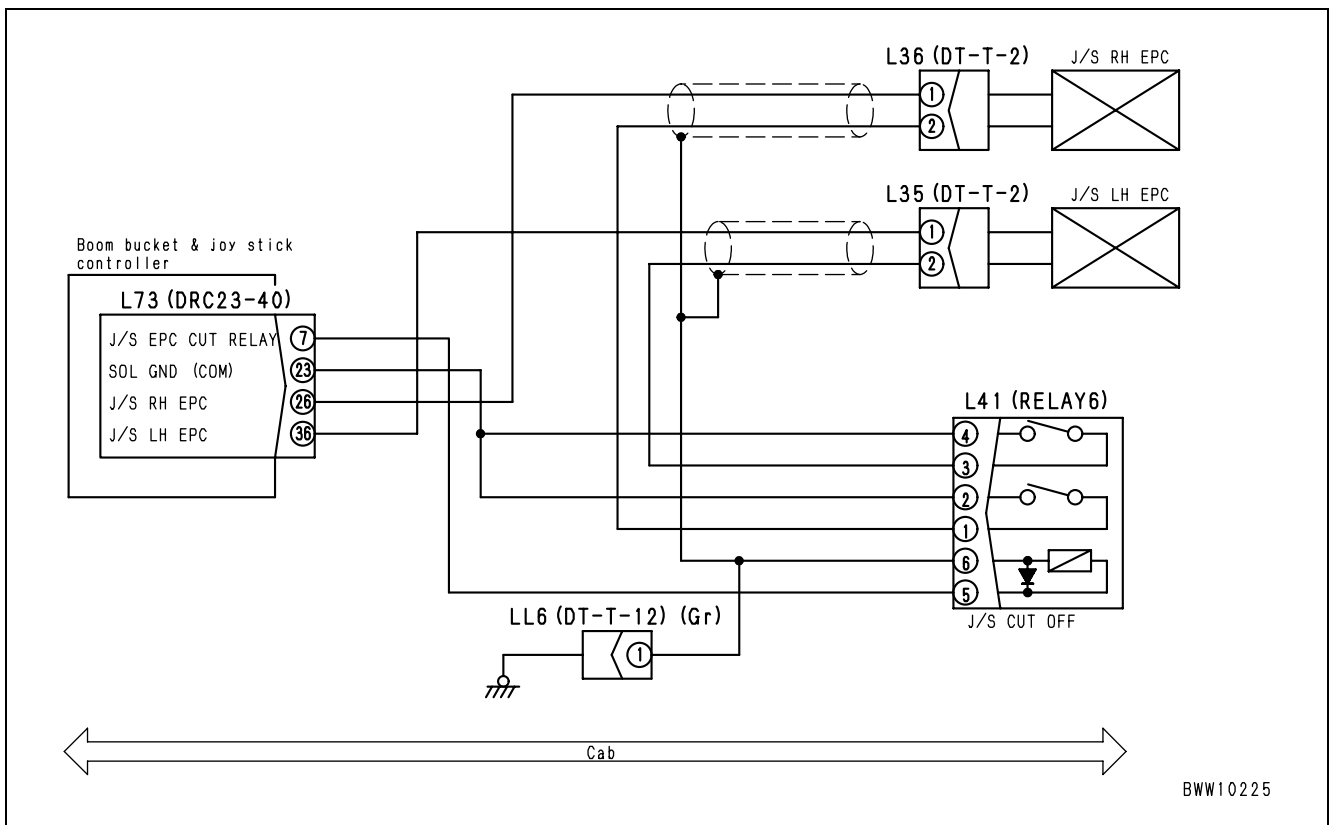 L36 (DT-T-2)
J/S RH EPC
1
2
L35 (DT-T-2)
J/S LH EPC
1
2
Boom bucket & joy stick
controller
L73 (DRC23-40)
J/S EPC CUT RELAY 7
SOL GND (COM) 23
J/S RH EPC 26
J/S LH EPC 36
L41 (RELAY6)
4
3
2
1
6
5
J/S CUT OFF
LL6 (DT-T-12) (Gr)
1
Cab
BWW10225